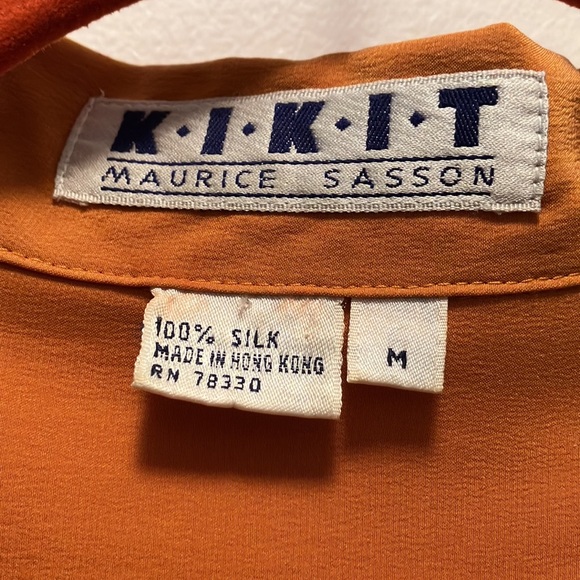 K•I•K•I•T
MAURICE SASSON
100% SILK
MADE IN HONG KONG
RN 78330
M